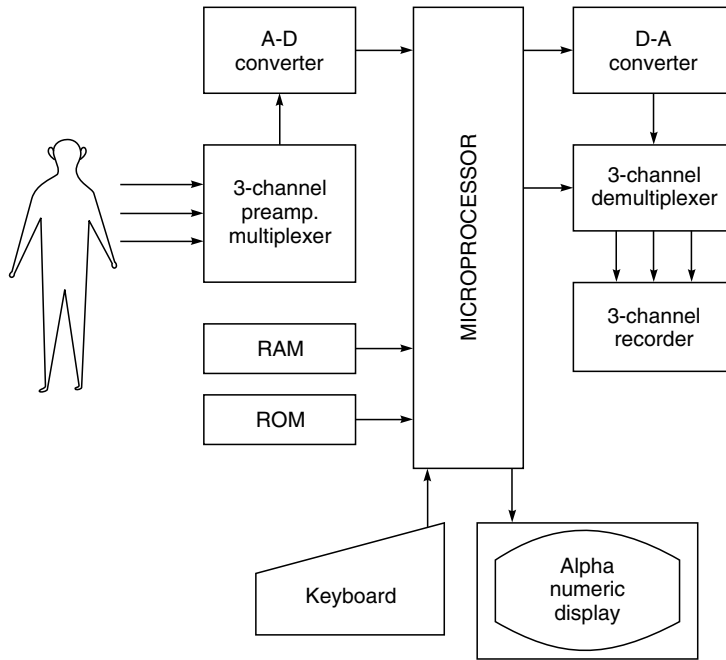 A-D
converter
3-channel
preamp.
multiplexer
RAM
ROM
MICROPROCESSOR
D-A
converter
3-channel
demultiplexer
3-channel
recorder
Keyboard
Alpha
numeric
display